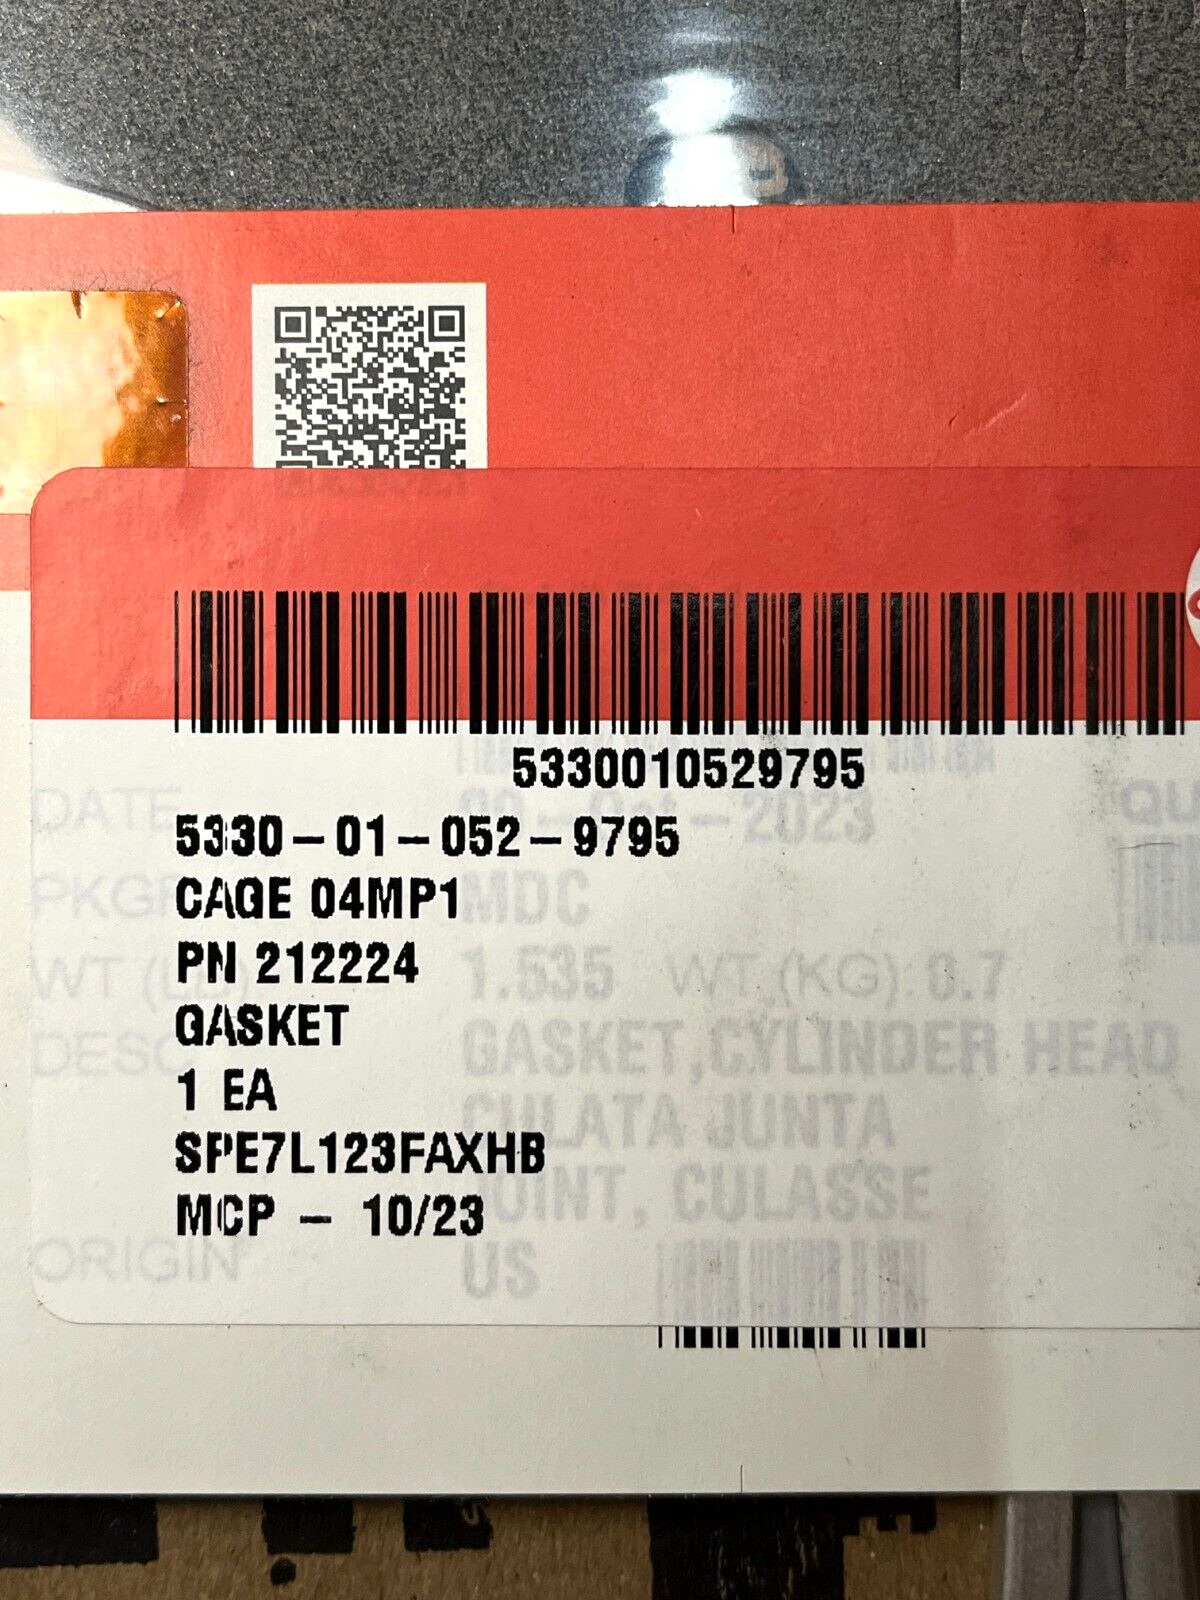 5330010529795
5330-01-052-9795
CAGE 04MP1
PN 212224
GASKET
1 EA
SPE7L123FAXHB
MCP - 10/23
DATE -2023 QU
MDC
WT 1.535 WT (KG) 0.7
DESC GASKET,CYLINDER HEAD
CULATA JUNTA
JOINT, CULASSE
ORIGIN US